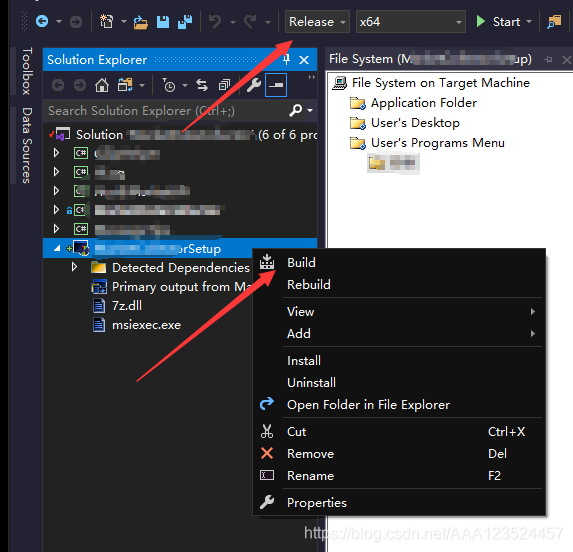 Release x64 Start
Toolbox
Data Sources
Solution Explorer
Search Solution Explorer (Ctrl+;)
Solution (6 of 6 pro
C#
C#
C#
C#
C#
orSetup
Detected Dependencies
Primary output from Ma
7z.dll
msiexec.exe
File System (M up)
File System on Target Machine
Application Folder
User's Desktop
User's Programs Menu
Build
Rebuild
View
Add
Install
Uninstall
Open Folder in File Explorer
Cut Ctrl+X
Remove Del
Rename F2
Properties
https://blog.csdn.net/AAA123524457